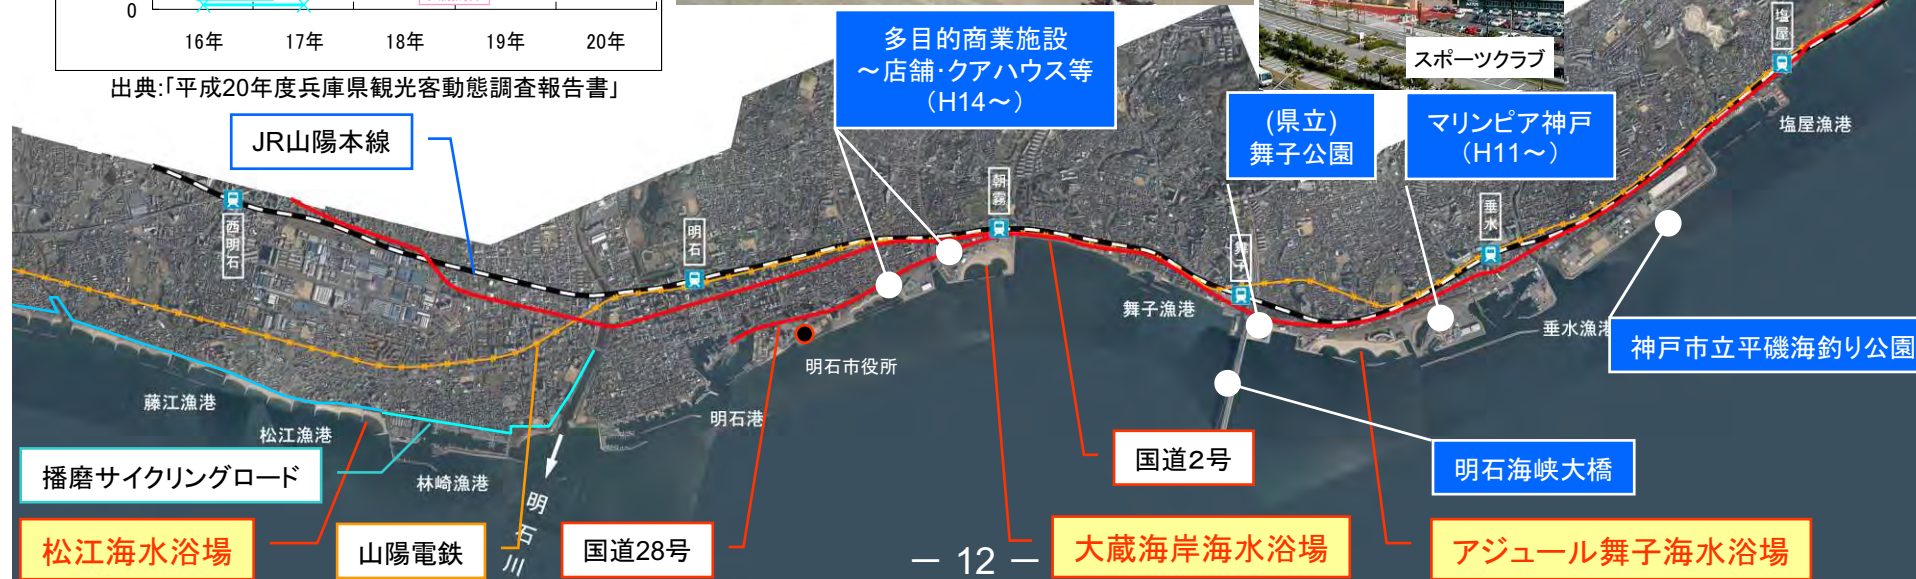 0
16年 17年 18年 19年 20年
出典:「平成20年度兵庫県観光客動態調査報告書」
スポーツクラブ
多目的商業施設
～店舗･クアハウス等
(H14～)
(県立)
舞子公園
マリンピア神戸
(H11～)
JR山陽本線
塩屋
塩屋漁港
西明石
明石
朝霧
舞子
垂水
舞子漁港
垂水漁港
神戸市立平磯海釣り公園
明石市役所
藤江漁港
松江漁港
明石港
林崎漁港
明石川
播磨サイクリングロード
国道2号
明石海峡大橋
松江海水浴場
山陽電鉄
国道28号
大蔵海岸海水浴場
アジュール舞子海水浴場
－ 12 －